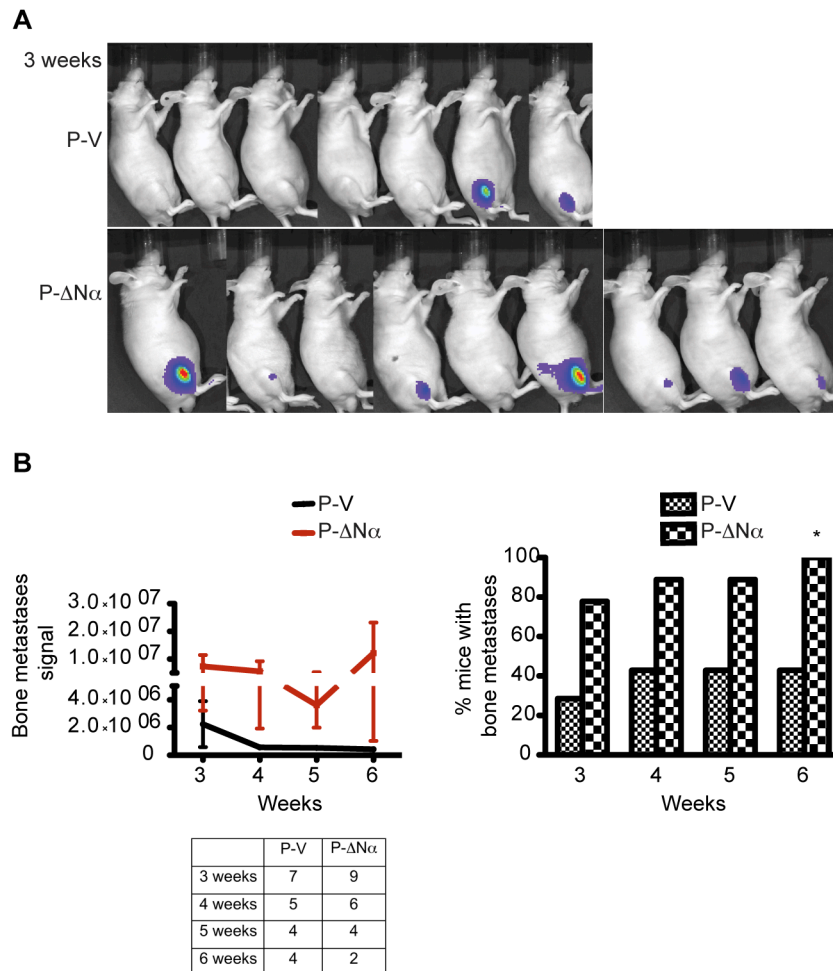 A
3 weeks
P-V
P-ΔNα
B
P-V
P-ΔNα
Bone metastases
signal
3.0×10 07
2.0×10 07
1.0×10 07
4.0×10 06
2.0×10 06
0
3 4 5 6
Weeks
P-V
P-ΔNα
*
% mice with
bone metastases
100
80
60
40
20
0
3 4 5 6
Weeks
P-V P-ΔNα
3 weeks 7 9
4 weeks 5 6
5 weeks 4 4
6 weeks 4 2